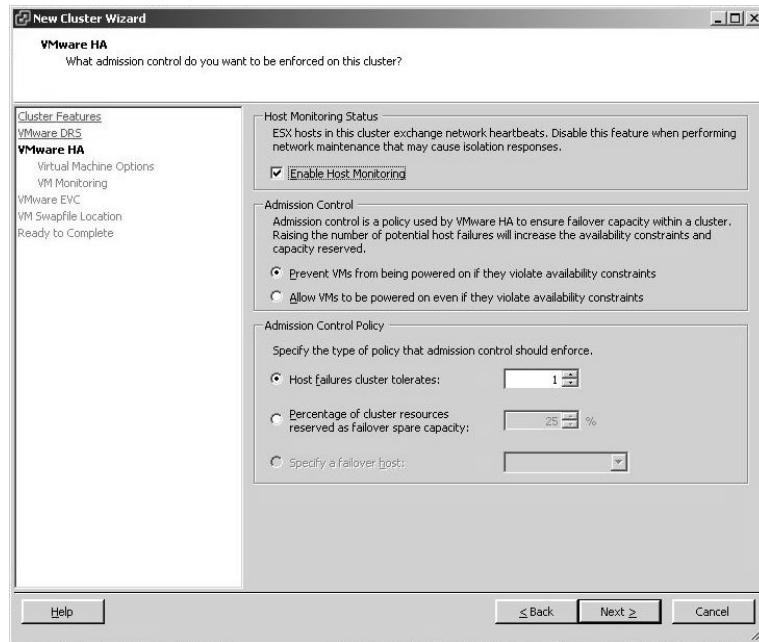 New Cluster Wizard
VMware HA
What admission control do you want to be enforced on this cluster?
Cluster Features
VMware DRS
VMware HA
Virtual Machine Options
VM Monitoring
VMware EVC
VM Swapfile Location
Ready to Complete
Host Monitoring Status
ESX hosts in this cluster exchange network heartbeats. Disable this feature when performing
network maintenance that may cause isolation responses.
Enable Host Monitoring
Admission Control
Admission control is a policy used by VMware HA to ensure failover capacity within a cluster.
Raising the number of potential host failures will increase the availability constraints and
capacity reserved.
Prevent VMs from being powered on if they violate availability constraints
Allow VMs to be powered on even if they violate availability constraints
Admission Control Policy
Specify the type of policy that admission control should enforce.
Host failures cluster tolerates: 1
Percentage of cluster resources
reserved as failover spare capacity: 25 %
Specify a failover host:
Help
< Back
Next >
Cancel